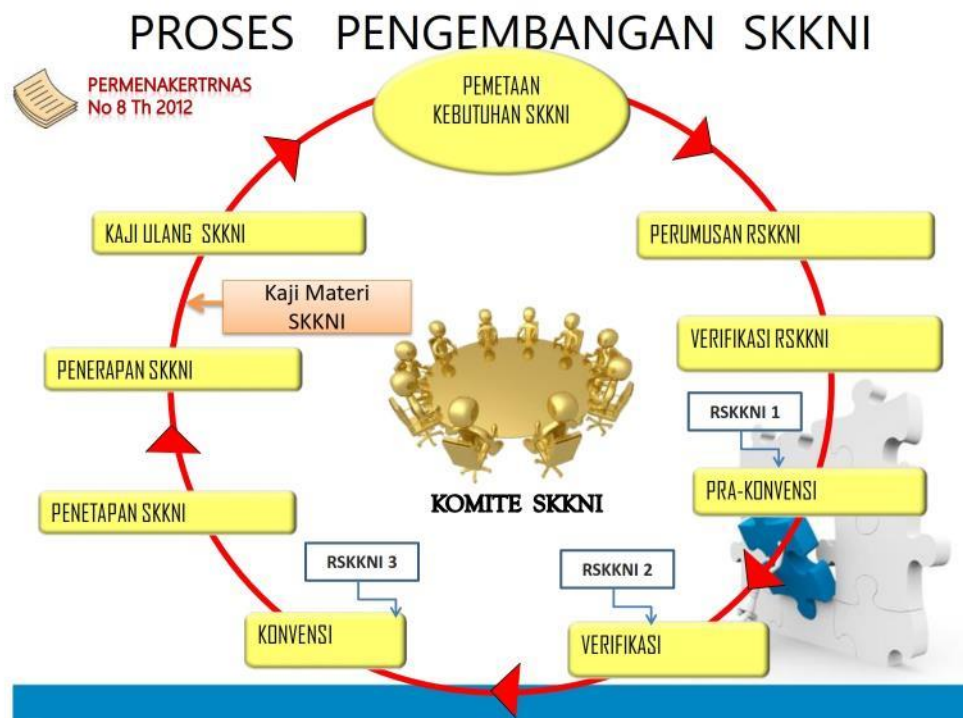 PROSES PENGEMBANGAN SKKNI
PERMENAKERTRNAS
No 8 Th 2012
PEMETAAN
KEBUTUHAN SKKNI
PERUMUSAN RSKKNI
VERIFIKASI RSKKNI
RSKKNI 1
PRA-KONVENSI
RSKKNI 2
VERIFIKASI
RSKKNI 3
KONVENSI
PENETAPAN SKKNI
PENERAPAN SKKNI
Kaji Materi
SKKNI
KAJI ULANG SKKNI
KOMITE SKKNI